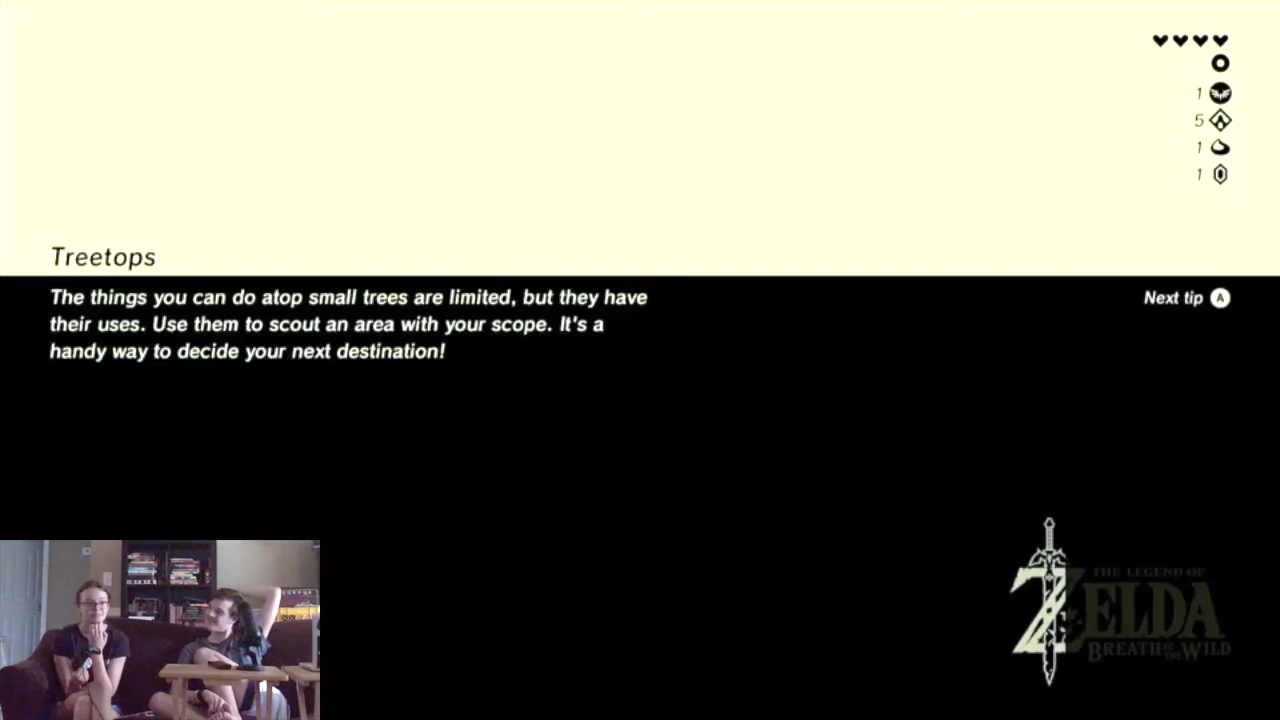 1
5
1
1
Treetops
The things you can do atop small trees are limited, but they have
their uses. Use them to scout an area with your scope. It's a
handy way to decide your next destination!
Next tip A
THE LEGEND OF
ZELDA
BREATH OF THE WILD